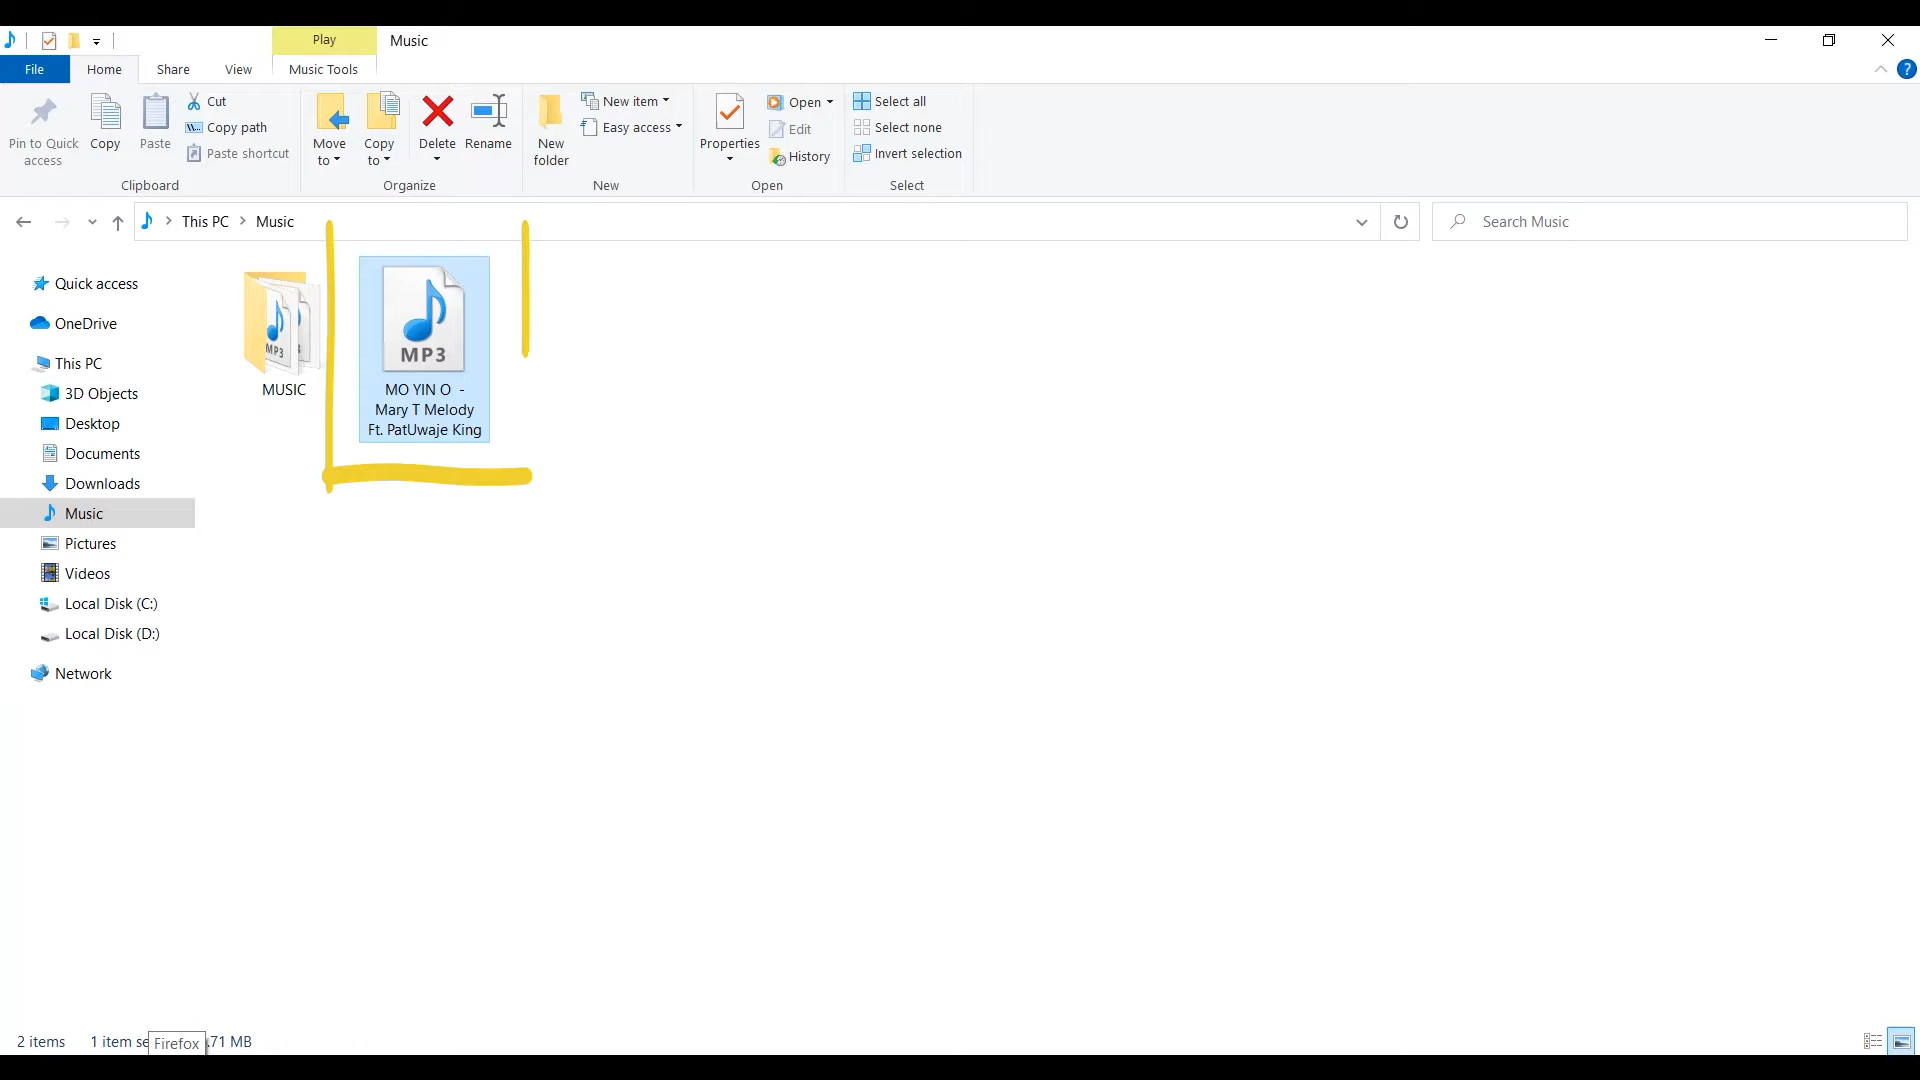 Play
Music
File
Home
Share
View
Music Tools
?
Pin to Quick
access
Copy
Paste
Cut
Copy path
Paste shortcut
Clipboard
Move
to
Copy
to
Delete
Rename
Organize
New
folder
New item
Easy access
New
Properties
Open
Edit
History
Open
Select all
Select none
Invert selection
Select
This PC
Music
Search Music
Quick access
OneDrive
This PC
3D Objects
Desktop
Documents
Downloads
Music
Pictures
Videos
Local Disk (C:)
Local Disk (D:)
Network
MP3
MUSIC
MP3
MO YIN O -
Mary T Melody
Ft. PatUwaje King
2 items
1 item se
Firefox
.71 MB